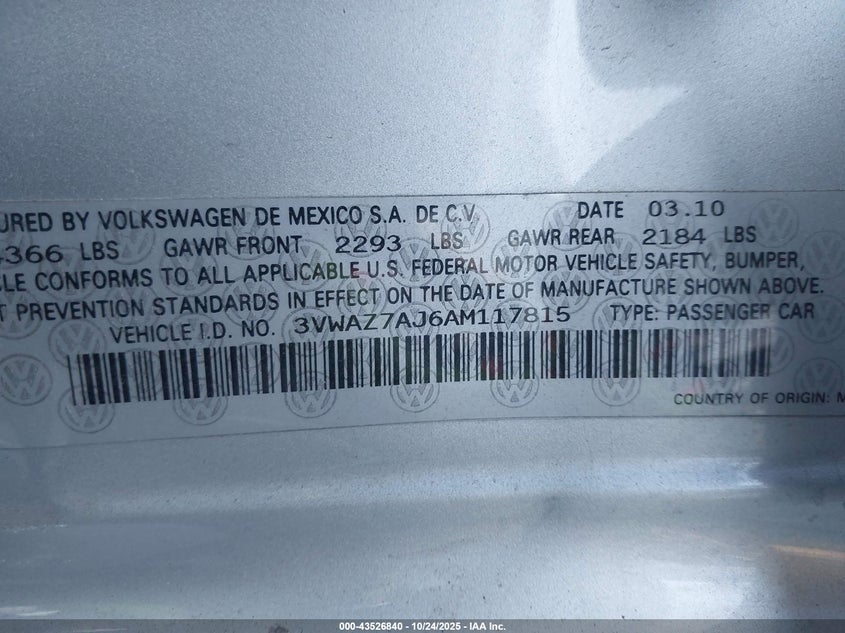 URED BY VOLKSWAGEN DE MEXICO S.A. DE C.V. DATE 03.10
4366 LBS GAWR FRONT 2293 LBS GAWR REAR 2184 LBS
LE CONFORMS TO ALL APPLICABLE U.S. FEDERAL MOTOR VEHICLE SAFETY, BUMPER,
T PREVENTION STANDARDS IN EFFECT ON THE DATE OF MANUFACTURE SHOWN ABOVE.
VEHICLE I.D. NO. 3VWAZ7AJ6AM117815 TYPE: PASSENGER CAR
COUNTRY OF ORIGIN: M
000-43526840 - 10/24/2025 - IAA Inc.